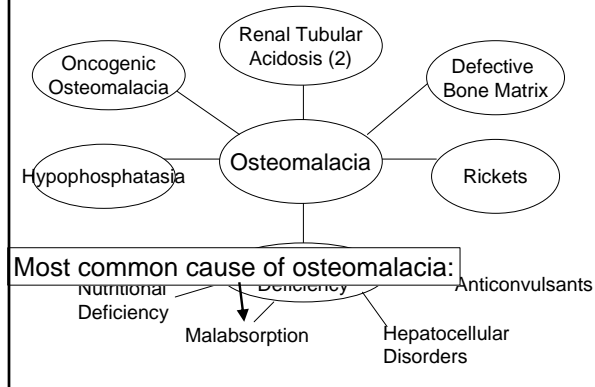 Renal Tubular
Acidosis (2)
Oncogenic
Osteomalacia
Defective
Bone Matrix
Osteomalacia
Hypophosphatasia
Rickets
Most common cause of osteomalacia:
Deficiency
Nutritional
Deficiency
Anticonvulsants
Malabsorption
Hepatocellular
Disorders